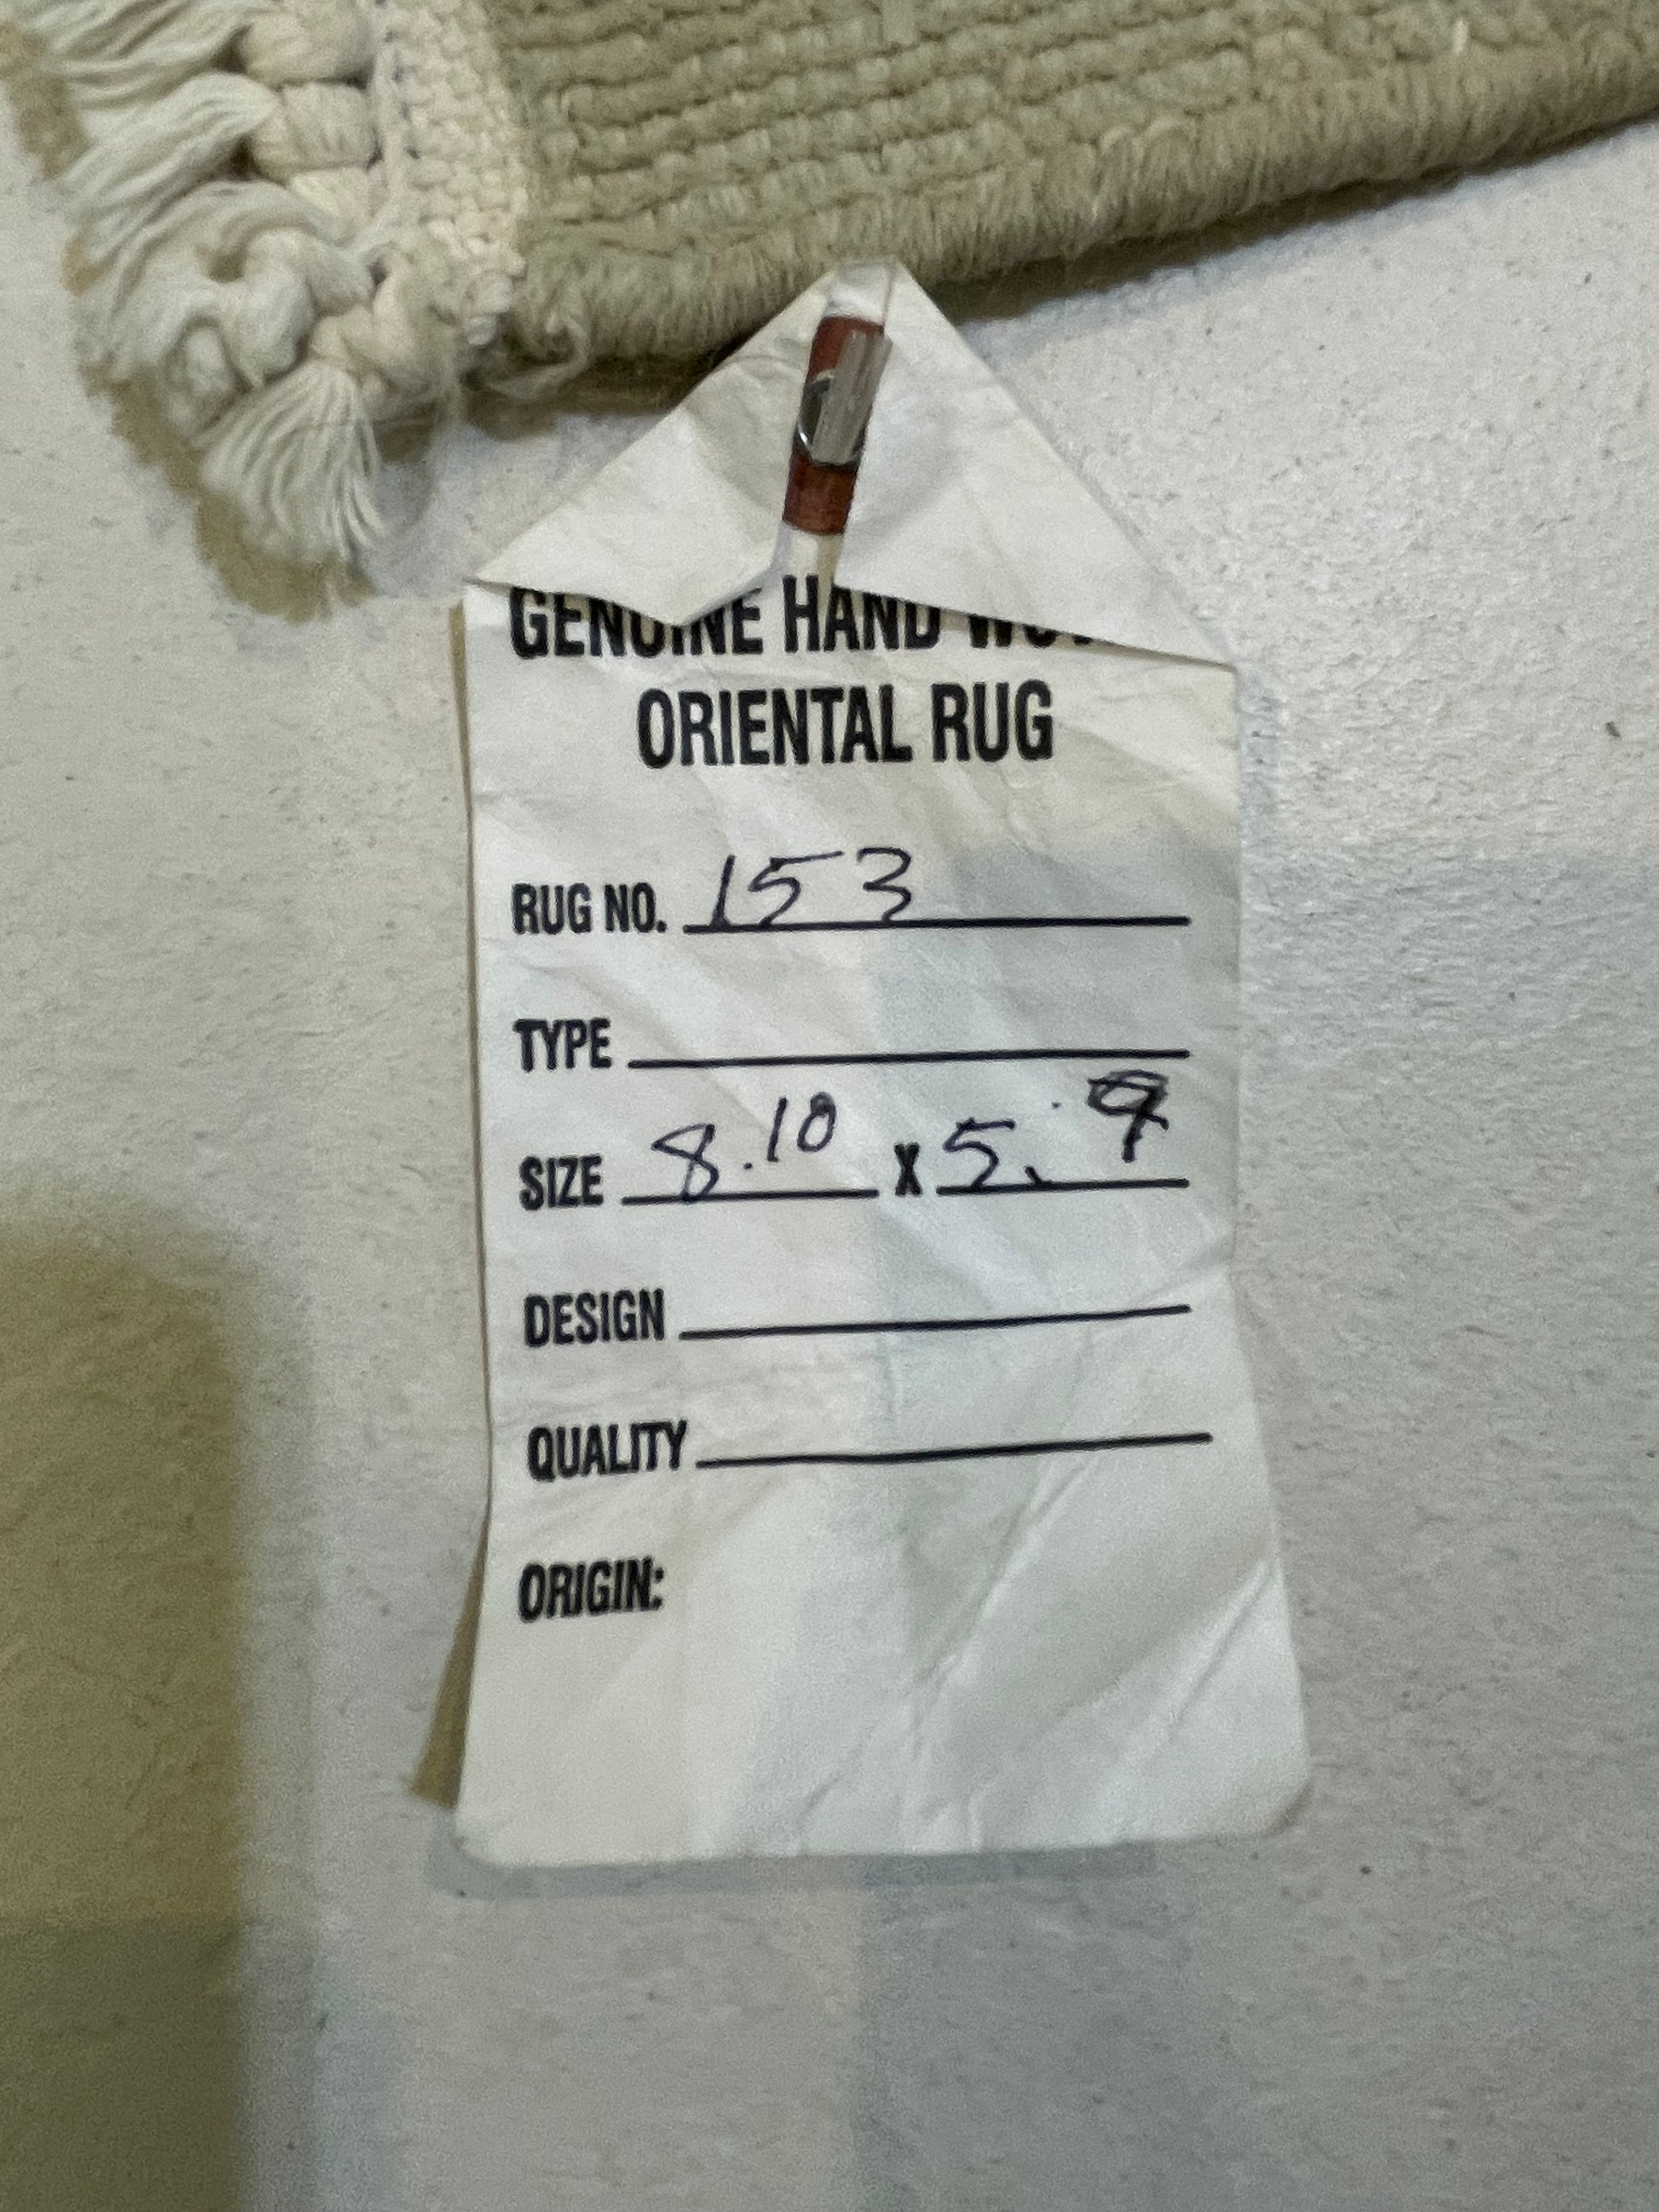 GENUINE HAND
ORIENTAL RUG
RUG NO. 153
TYPE
SIZE 8.10 X 5.9
DESIGN
QUALITY
ORIGIN: